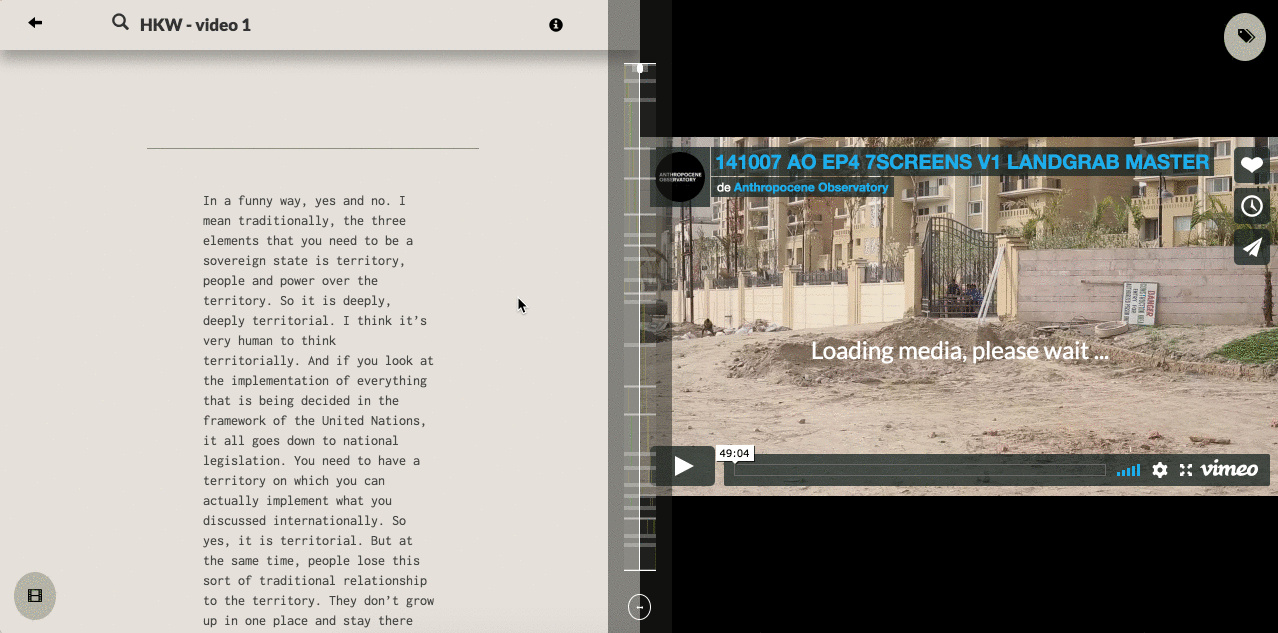 HKW - video 1
In a funny way, yes and no. I
mean traditionally, the three
elements that you need to be a
sovereign state is territory,
people and power over the
territory. So it is deeply,
deeply territorial. I think it’s
very human to think
territorially. And if you look at
the implementation of everything
that is being decided in the
framework of the United Nations,
it all goes down to national
legislation. You need to have a
territory on which you can
actually implement what you
discussed internationally. So
yes, it is territorial. But at
the same time, people lose this
sort of traditional relationship
to the territory. They don’t grow
up in one place and stay there
ANTHROPOCENE
OBSERVATORY
141007 AO EP4 7SCREENS V1 LANDGRAB MASTER
de Anthropocene Observatory
DANGER
Loading media, please wait ...
49:04
vimeo